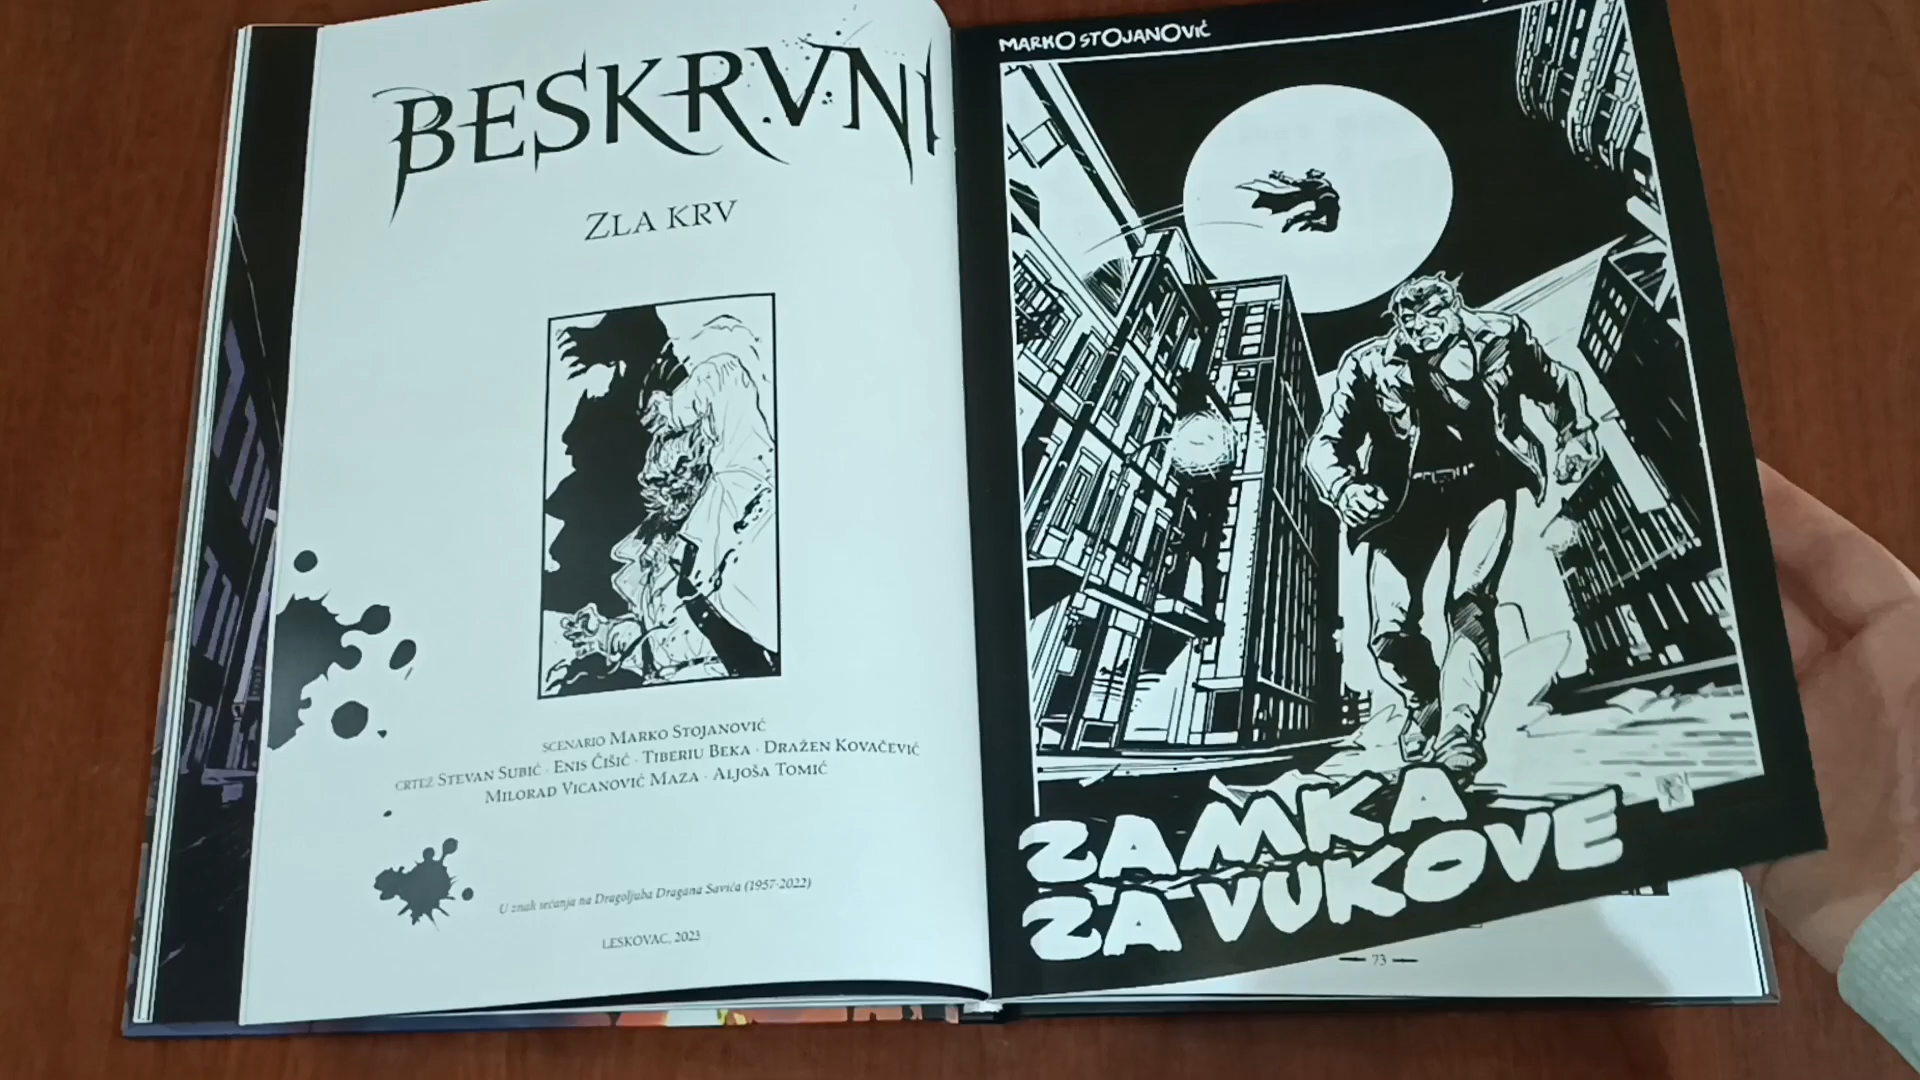 BESKRVNI
ZLA KRV
SCENARIO MARKO STOJANOVIĆ
CRTEŽ STEVAN SUBIĆ · ENIS ČIŠIĆ · TIBERIU BEKA · DRAŽEN KOVAČEVIĆ
MILORAD VICANOVIĆ MAZA · ALJOŠA TOMIĆ
U znak sećanja na Dragoljuba Dragana Savića (1957-2022)
LESKOVAC, 2023
MARKO STOJANOVIĆ
ZAMKA
ZA VUKOVE
73